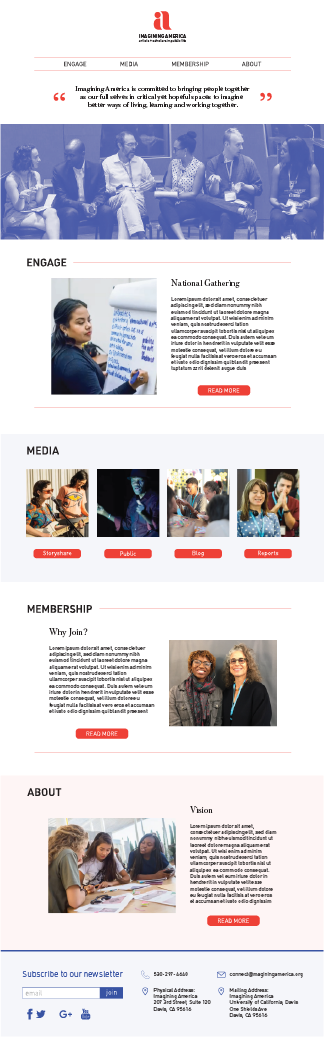 a
IMAGINING AMERICA
ENGAGE MEDIA MEMBERSHIP ABOUT
“ Imagining America is committed to bringing people together ”
as our full selves in critical yet hopeful spaces to imagine
better ways of living, learning and working together.
ENGAGE
National Gathering
Lorem ipsum dolor sit amet, consectetuer
adipiscing elit, sed diam nonummy nibh
euismod tincidunt ut laoreet dolore magna
aliquam erat volutpat. Ut wisi enim ad minim
veniam, quis nostrud exerci tation
ullamcorper suscipit lobortis nisl ut aliquip ex
ea commodo consequat. Duis autem vel eum
iriure dolor in hendrerit in vulputate velit esse
molestie consequat, vel illum dolore eu
feugiat nulla facilisis at vero eros et accumsan
et iusto odio dignissim qui blandit praesent
luptatum zzril delenit augue duis
READ MORE
MEDIA
Storyshare Public Blog Reports
MEMBERSHIP
Why Join?
Lorem ipsum dolor sit amet, consectetuer
adipiscing elit, sed diam nonummy nibh
euismod tincidunt ut laoreet dolore magna
aliquam erat volutpat. Ut wisi enim ad minim
veniam, quis nostrud exerci tation
ullamcorper suscipit lobortis nisl ut aliquip ex
ea commodo consequat. Duis autem vel eum
iriure dolor in hendrerit in vulputate velit esse
molestie consequat, vel illum dolore eu
feugiat nulla facilisis at vero eros et accumsan
et iusto odio dignissim qui blandit praesent
READ MORE
ABOUT
Vision
Lorem ipsum dolor sit amet,
consectetuer adipiscing elit, sed diam
nonummy nibh euismod tincidunt ut
laoreet dolore magna aliquam erat
volutpat. Ut wisi enim ad minim
veniam, quis nostrud exerci tation
ullamcorper suscipit lobortis nisl ut
aliquip ex ea commodo consequat.
Duis autem vel eum iriure dolor in
hendrerit in vulputate velit esse
molestie consequat, vel illum dolore
eu feugiat nulla facilisis at vero eros
et accumsan et iusto odio dignissim
READ MORE
Subscribe to our newsletter
email join
530-297-4640
connect@imaginingamerica.org
Physical Address:
Imagining America
207 3rd Street, Suite 120
Davis, CA 95616
Mailing Address:
Imagining America
University of California, Davis
One Shields Ave
Davis, CA 95616